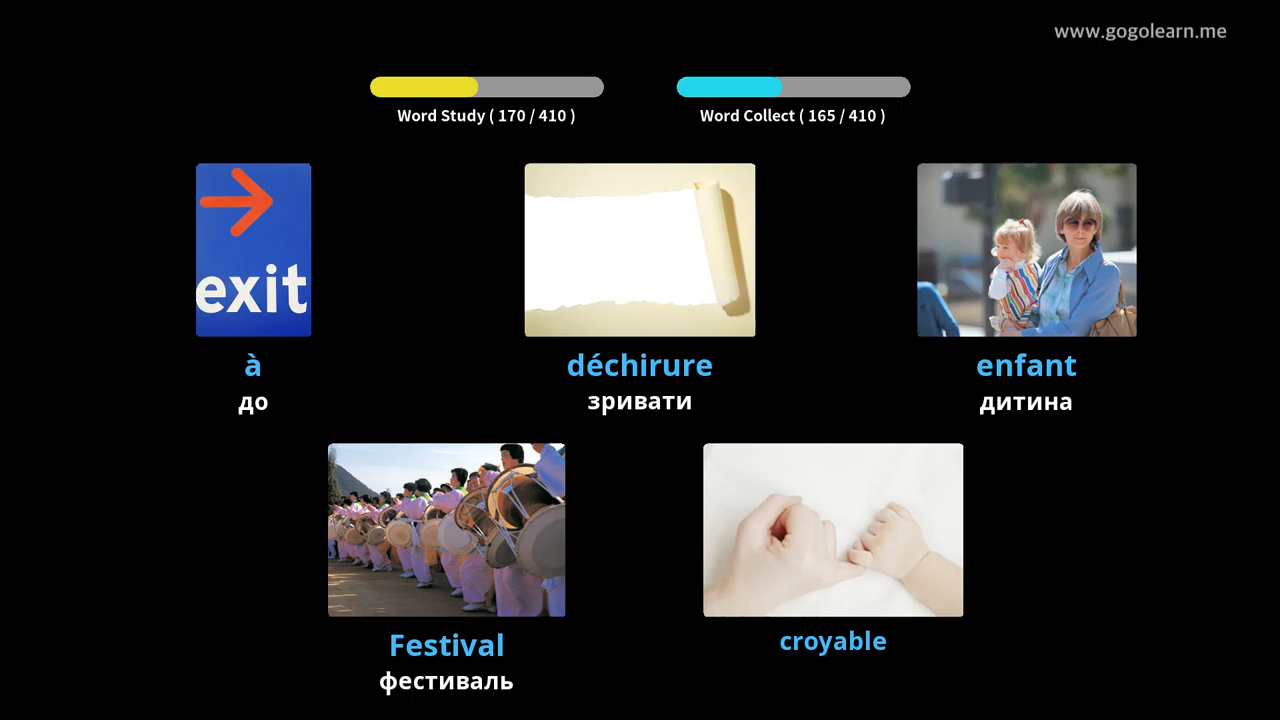 www.gogolearn.me
Word Study ( 170 / 410 )
Word Collect ( 165 / 410 )
exit
à
до
déchirure
зривати
enfant
дитина
Festival
фестиваль
croyable